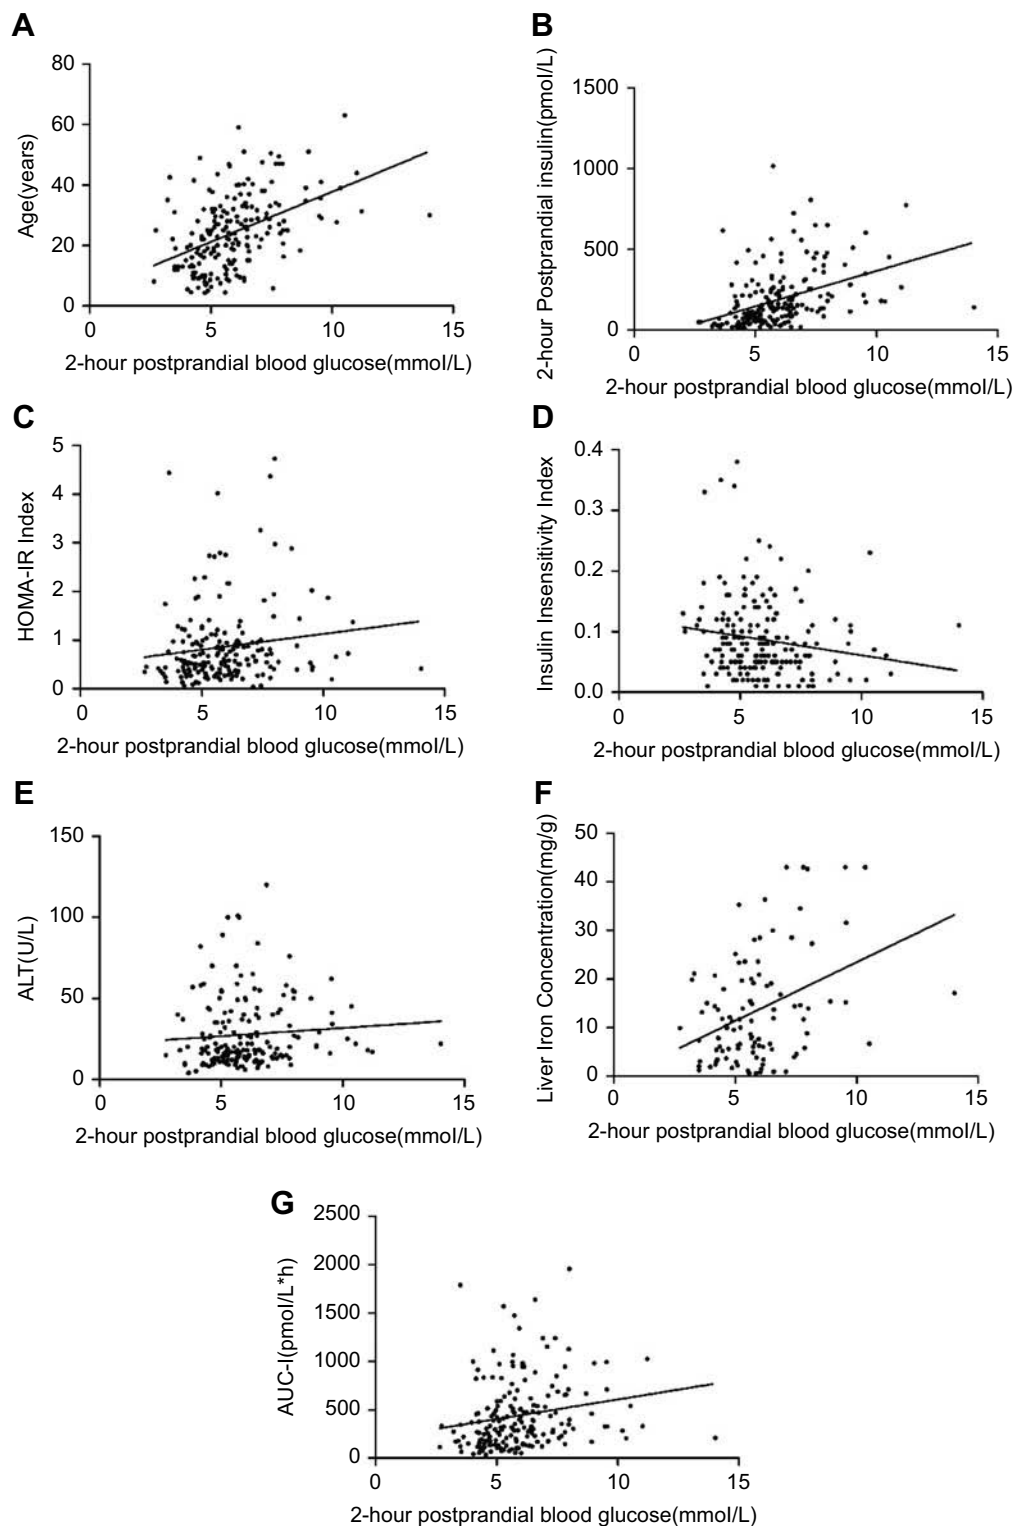 A
80
60
40
20
0
Age(years)
0 5 10 15
2-hour postprandial blood glucose(mmol/L)
B
1500
1000
500
0
2-hour Postprandial insulin(pmol/L)
0 5 10 15
2-hour postprandial blood glucose(mmol/L)
C
5
4
3
2
1
0
HOMA-IR Index
0 5 10 15
2-hour postprandial blood glucose(mmol/L)
D
0.4
0.3
0.2
0.1
0.0
Insulin Insensitivity Index
0 5 10 15
2-hour postprandial blood glucose(mmol/L)
E
150
100
50
0
ALT(U/L)
0 5 10 15
2-hour postprandial blood glucose(mmol/L)
F
50
40
30
20
10
0
Liver Iron Concentration(mg/g)
0 5 10 15
2-hour postprandial blood glucose(mmol/L)
G
2500
2000
1500
1000
500
0
AUC-I(pmol/L*h)
0 5 10 15
2-hour postprandial blood glucose(mmol/L)